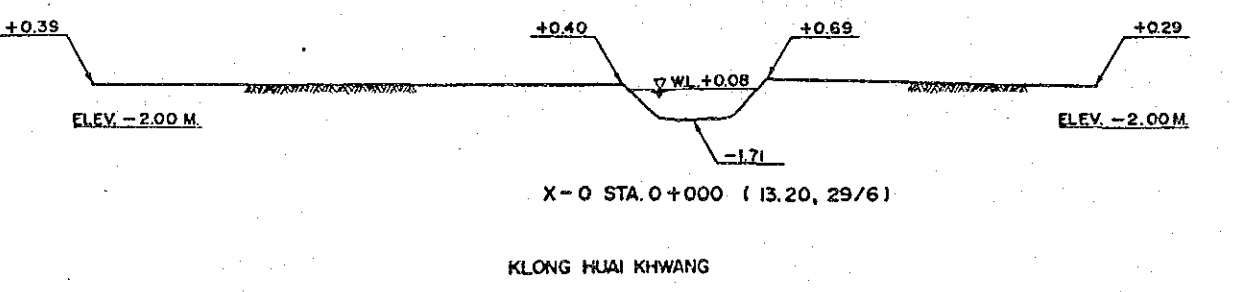 +0.39 +0.40 +0.69 +0.29
W.L. +0.08
ELEV. -2.00 M. ELEV. -2.00 M.
-1.71
X-0 STA. 0+000 ( 13.20, 29/6 )
KLONG HUAI KHWANG